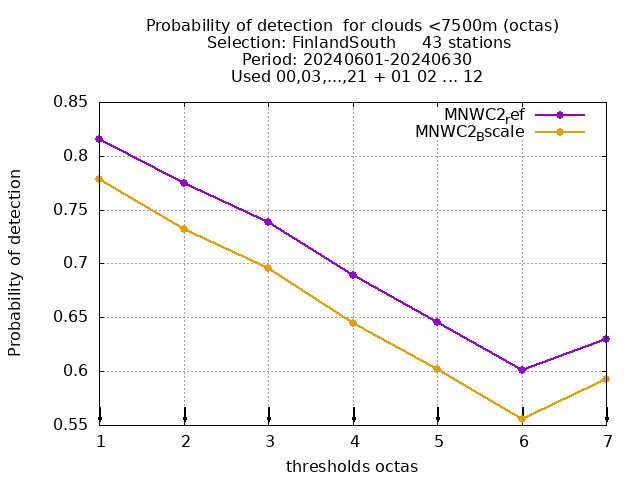 Probability of detection  for clouds <7500m (octas)
Selection: FinlandSouth     43 stations
Period: 20240601-20240630
Used 00,03,...,21 + 01 02 ... 12
MNWC2ref
MNWC2Bscale
0.85
0.8
0.75
0.7
0.65
0.6
0.55
Probability of detection
1 2 3 4 5 6 7
thresholds octas